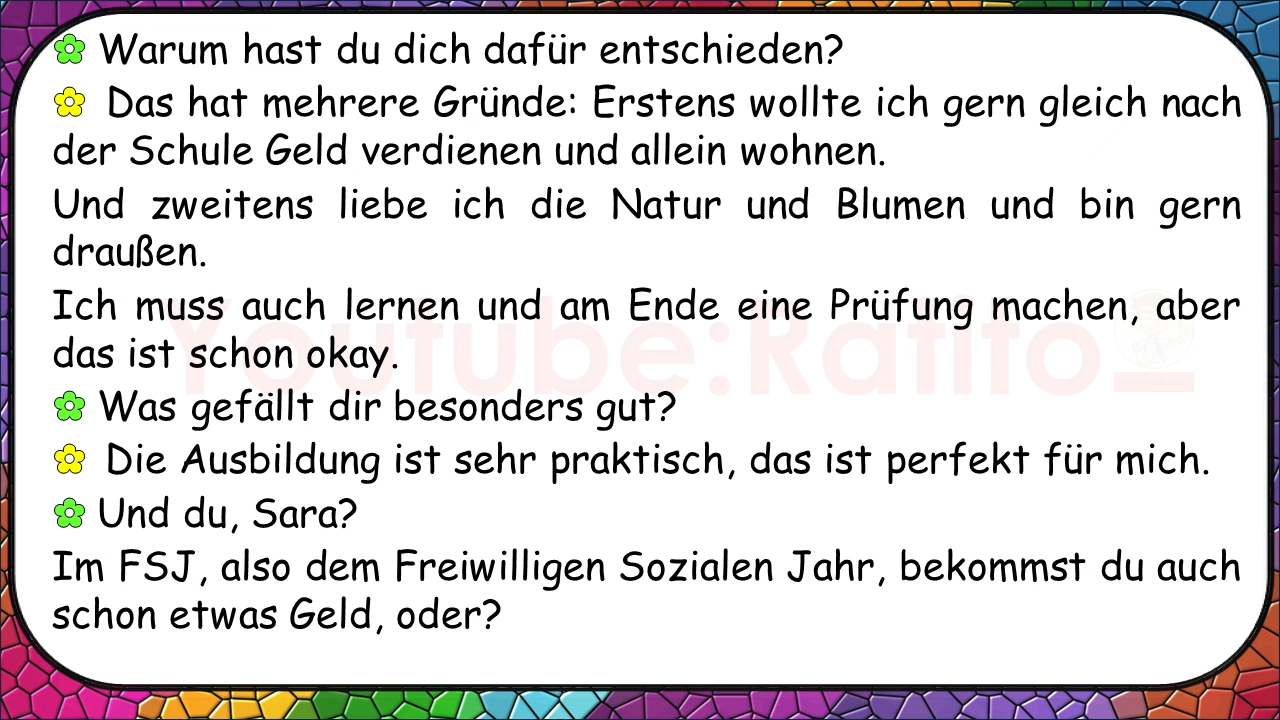 Warum hast du dich dafür entschieden?
Das hat mehrere Gründe: Erstens wollte ich gern gleich nach
der Schule Geld verdienen und allein wohnen.
Und zweitens liebe ich die Natur und Blumen und bin gern
draußen.
Ich muss auch lernen und am Ende eine Prüfung machen, aber
das ist schon okay.
Youtube:Ratito
Was gefällt dir besonders gut?
Die Ausbildung ist sehr praktisch, das ist perfekt für mich.
Und du, Sara?
Im FSJ, also dem Freiwilligen Sozialen Jahr, bekommst du auch
schon etwas Geld, oder?